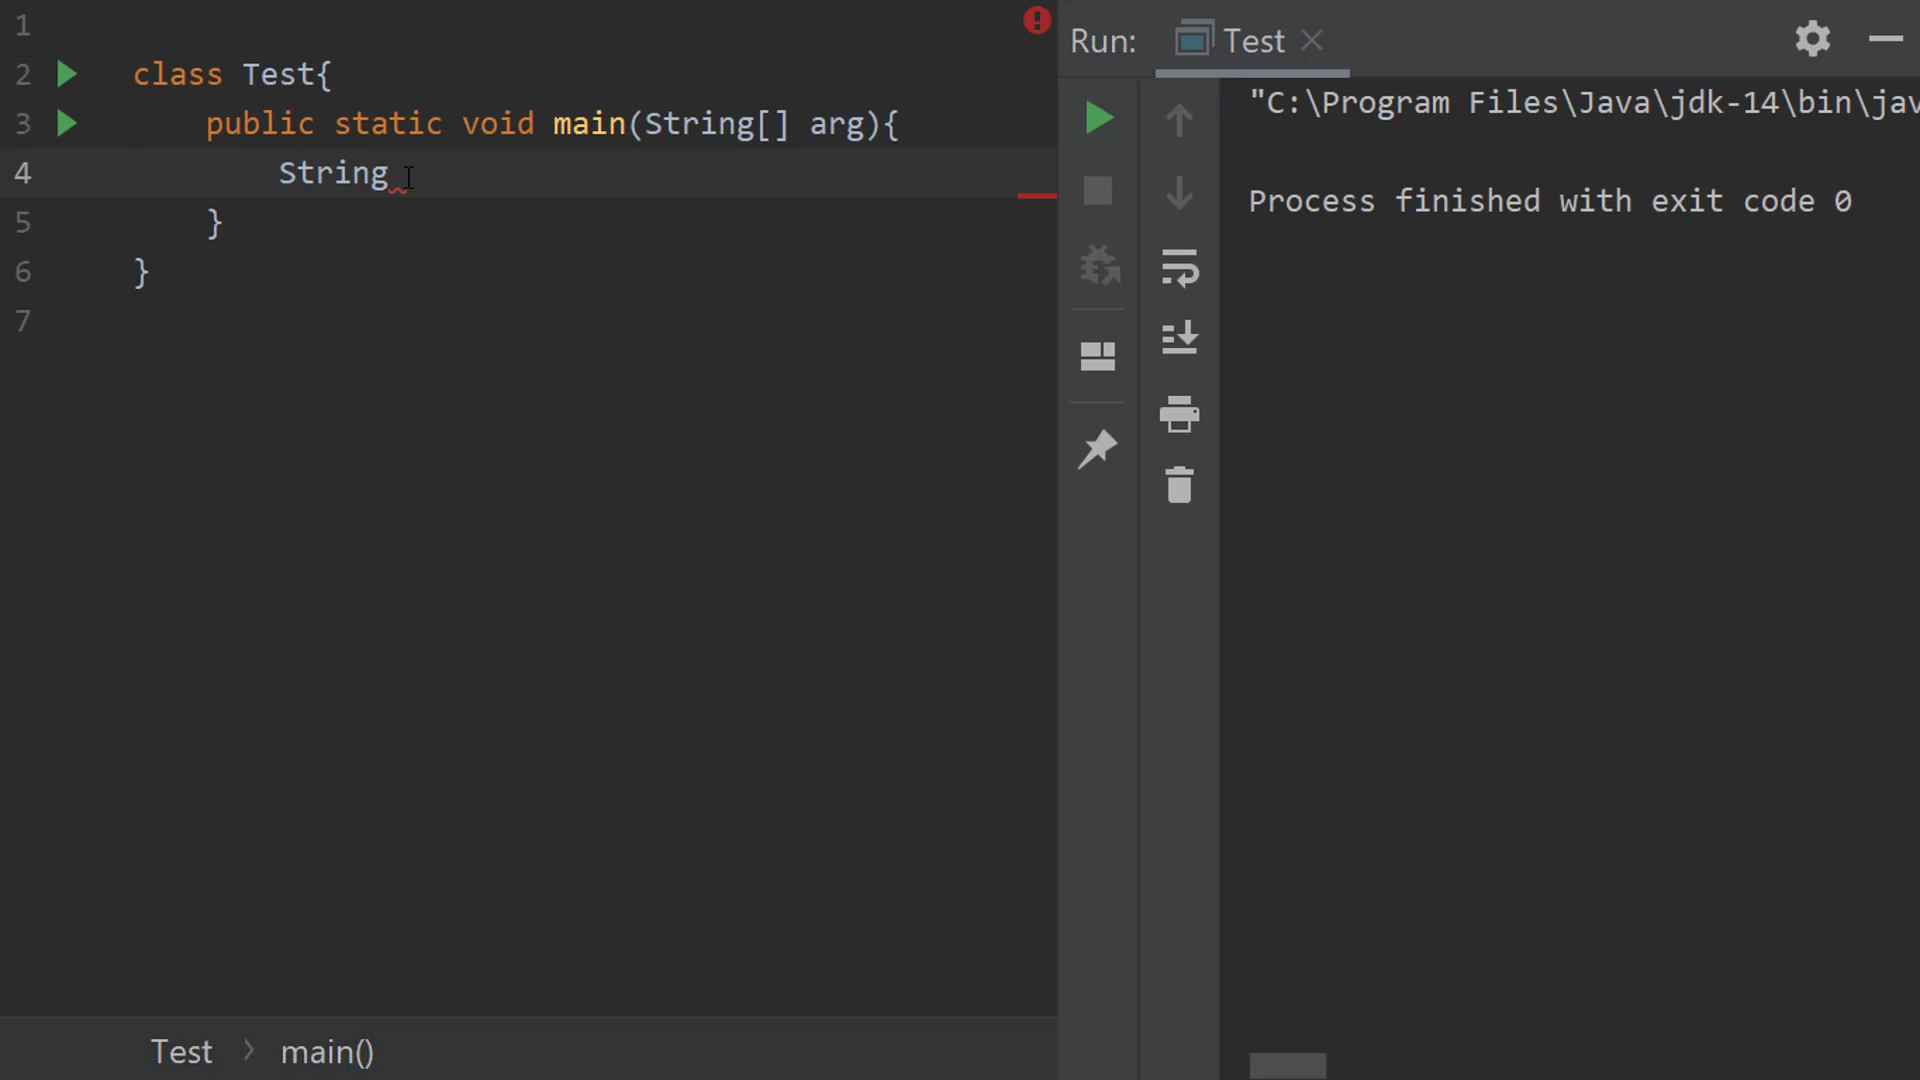 1
2 class Test{
3 public static void main(String[] arg){
4 String
5 }
6 }
7
Test > main()
Run: Test
"C:\Program Files\Java\jdk-14\bin\jav
Process finished with exit code 0